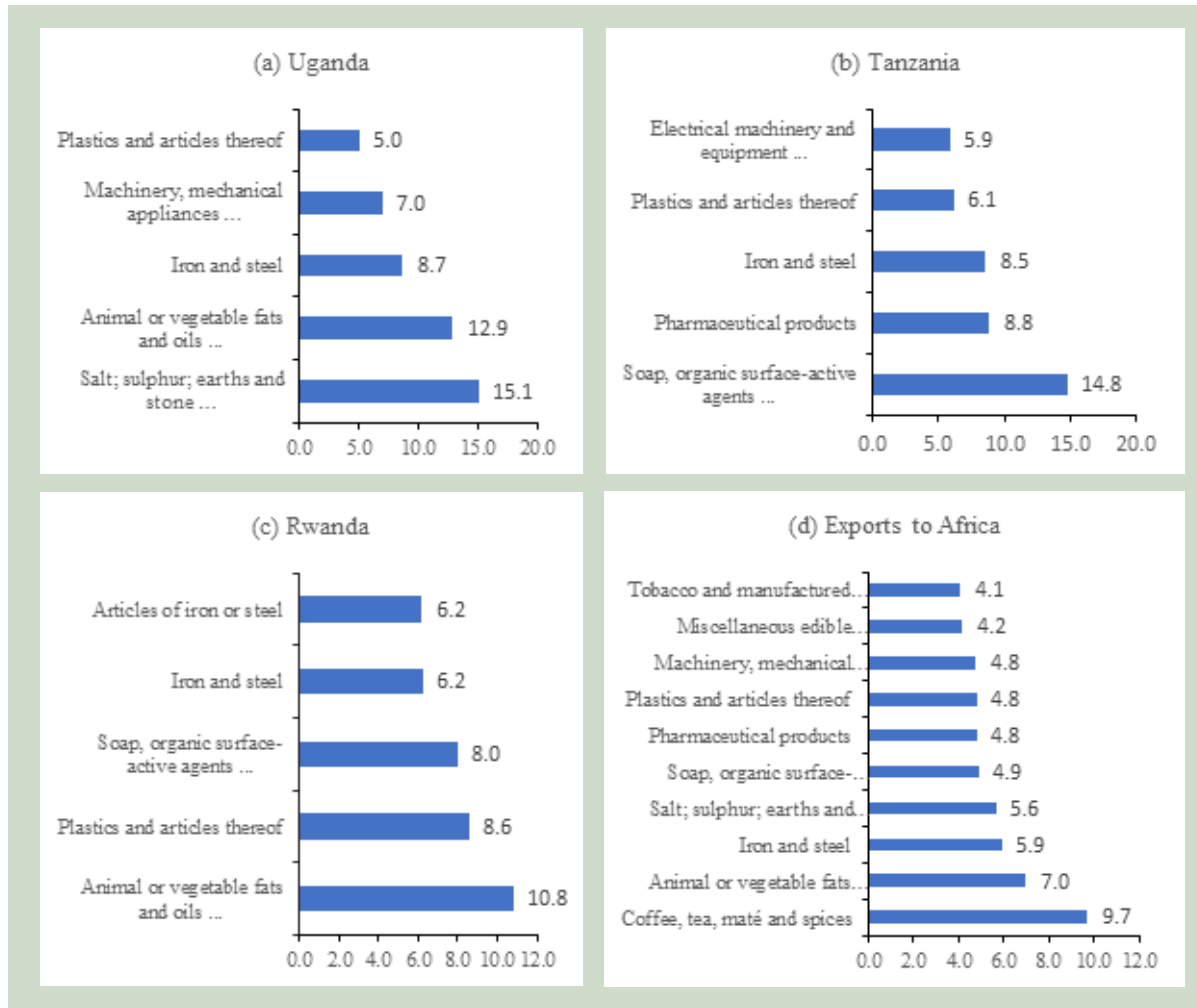 (a) Uganda
Plastics and articles thereof
5.0
Machinery, mechanical
appliances ...
7.0
Iron and steel
8.7
Animal or vegetable fats
and oils ...
12.9
Salt; sulphur; earths and
stone ...
15.1
0.0 5.0 10.0 15.0 20.0
(b) Tanzania
Electrical machinery and
equipment ...
5.9
Plastics and articles thereof
6.1
Iron and steel
8.5
Pharmaceutical products
8.8
Soap, organic surface-active
agents ...
14.8
0.0 5.0 10.0 15.0 20.0
(c) Rwanda
Articles of iron or steel
6.2
Iron and steel
6.2
Soap, organic surface-
active agents ...
8.0
Plastics and articles thereof
8.6
Animal or vegetable fats
and oils ...
10.8
0.0 2.0 4.0 6.0 8.0 10.0 12.0
(d) Exports to Africa
Tobacco and manufactured...
4.1
Miscellaneous edible...
4.2
Machinery, mechanical...
4.8
Plastics and articles thereof
4.8
Pharmaceutical products
4.8
Soap, organic surface-...
4.9
Salt; sulphur; earths and...
5.6
Iron and steel
5.9
Animal or vegetable fats...
7.0
Coffee, tea, maté and spices
9.7
0.0 2.0 4.0 6.0 8.0 10.0 12.0